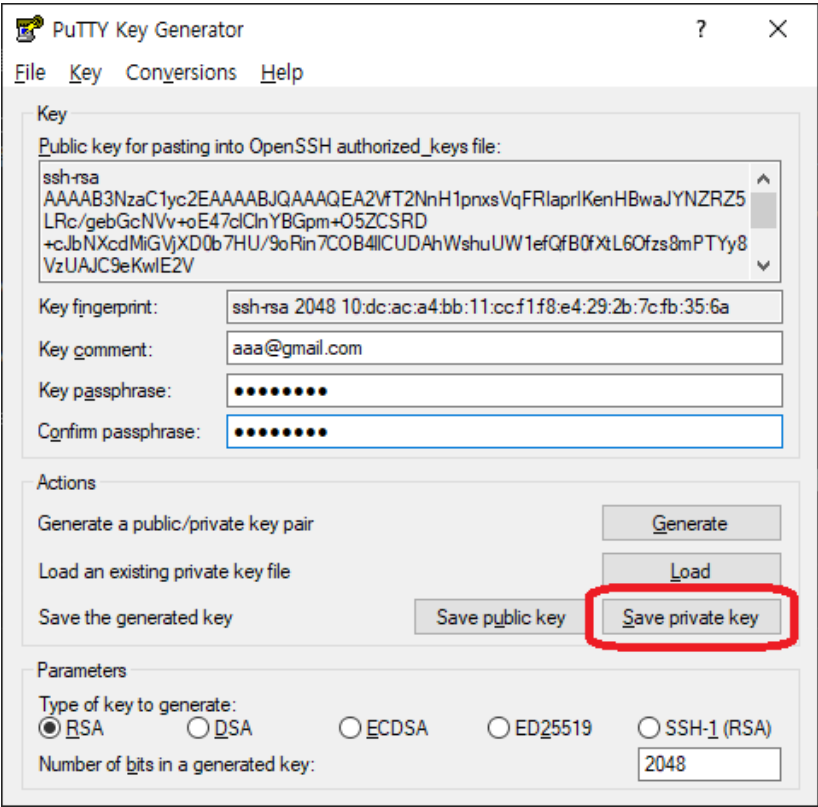 PuTTY Key Generator
File Key Conversions Help
Key
Public key for pasting into OpenSSH authorized_keys file:
ssh-rsa
AAAAB3NzaC1yc2EAAAABJQAAAQEA2VfT2NnH1pnxsVqFRIaprIKenHBwaJYNZRZ5
LRc/gebGcNVv+oE47clClnYBGpm+O5ZCSRD
+cJbNXcdMiGVjXD0b7HU/9oRin7COB4IICUDAhWshuUW1efQfB0fXtL6Ofzs8mPTYy8
VzUAJC9eKwIE2V
Key fingerprint: ssh-rsa 2048 10:dc:ac:a4:bb:11:cc:f1:f8:e4:29:2b:7c:fb:35:6a
Key comment: aaa@gmail.com
Key passphrase: ●●●●●●●●
Confirm passphrase: ●●●●●●●●
Actions
Generate a public/private key pair Generate
Load an existing private key file Load
Save the generated key Save public key Save private key
Parameters
Type of key to generate:
RSA DSA ECDSA ED25519 SSH-1 (RSA)
Number of bits in a generated key: 2048